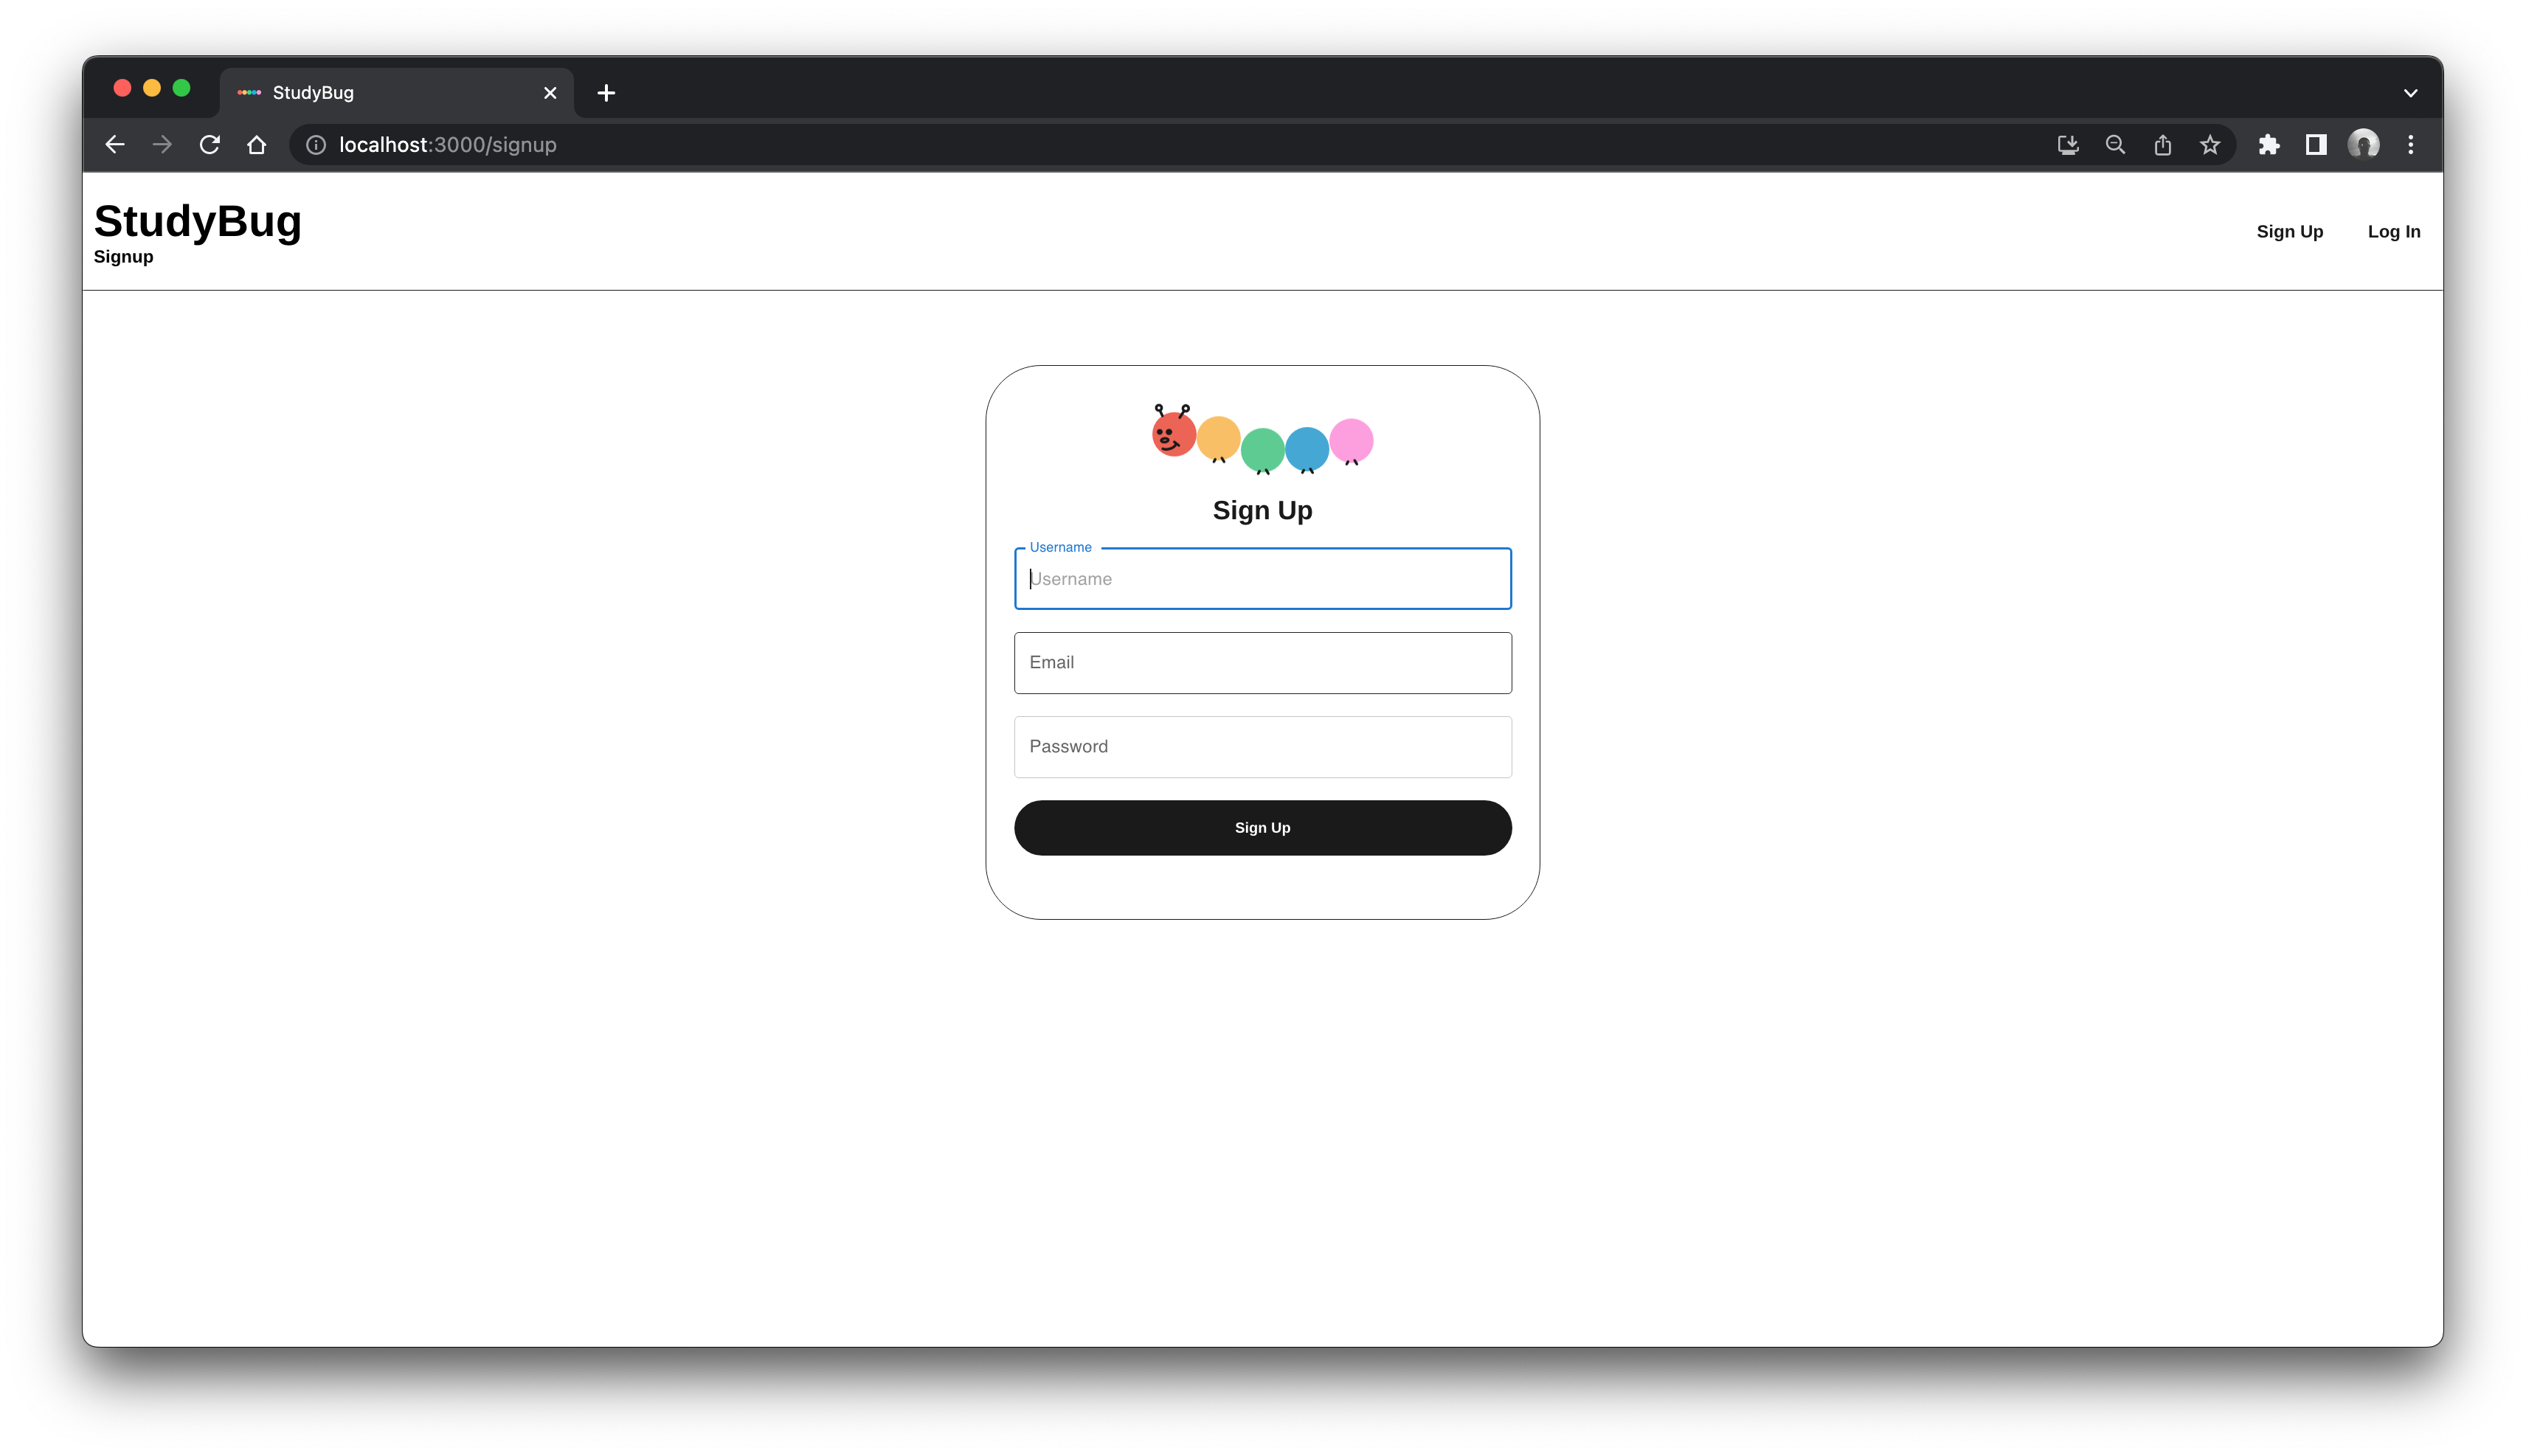 StudyBug
localhost:3000/signup
StudyBug
Signup
Sign Up
Log In
Sign Up
Username
Username
Email
Password
Sign Up